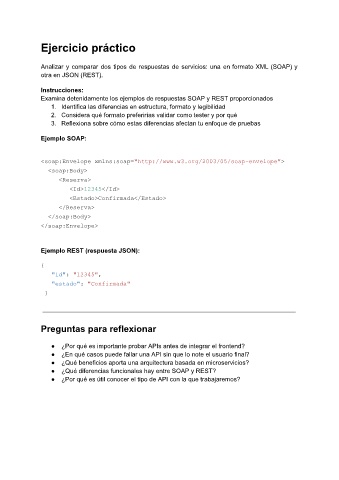 Ejercicio práctico
Analizar y comparar dos tipos de respuestas de servicios: una en formato XML (SOAP) y
otra en JSON (REST).
Instrucciones:
Examina detenidamente los ejemplos de respuestas SOAP y REST proporcionados
1. Identifica las diferencias en estructura, formato y legibilidad
2. Considera qué formato preferirías validar como tester y por qué
3. Reflexiona sobre cómo estas diferencias afectan tu enfoque de pruebas
Ejemplo SOAP:
<soap:Envelope xmlns:soap="http://www.w3.org/2003/05/soap-envelope">
<soap:Body>
<Reserva>
<Id>12345</Id>
<Estado>Confirmada</Estado>
</Reserva>
</soap:Body>
</soap:Envelope>
Ejemplo REST (respuesta JSON):
{
"id": "12345",
"estado": "Confirmada"
}
Preguntas para reflexionar
● ¿Por qué es importante probar APIs antes de integrar el frontend?
● ¿En qué casos puede fallar una API sin que lo note el usuario final?
● ¿Qué beneficios aporta una arquitectura basada en microservicios?
● ¿Qué diferencias funcionales hay entre SOAP y REST?
● ¿Por qué es útil conocer el tipo de API con la que trabajaremos?